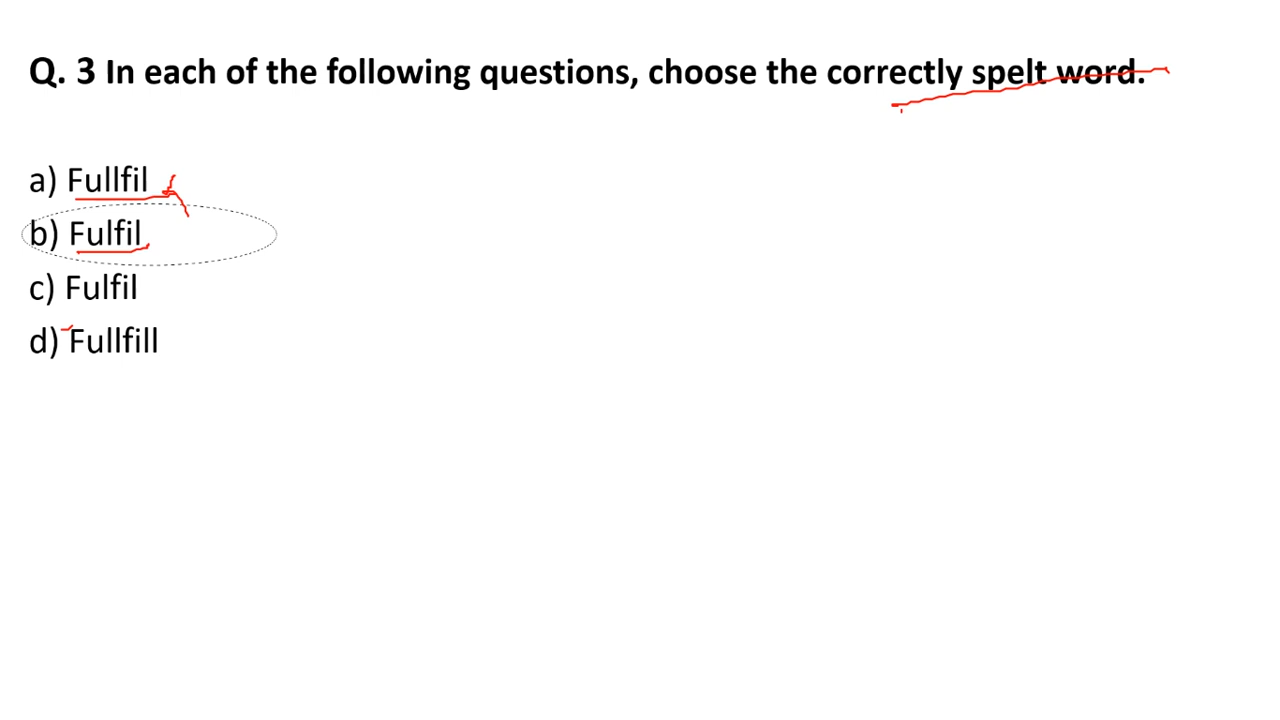 Q. 3 In each of the following questions, choose the correctly spelt word.
a) Fullfil
b) Fulfil
c) Fulfil
d) Fullfill